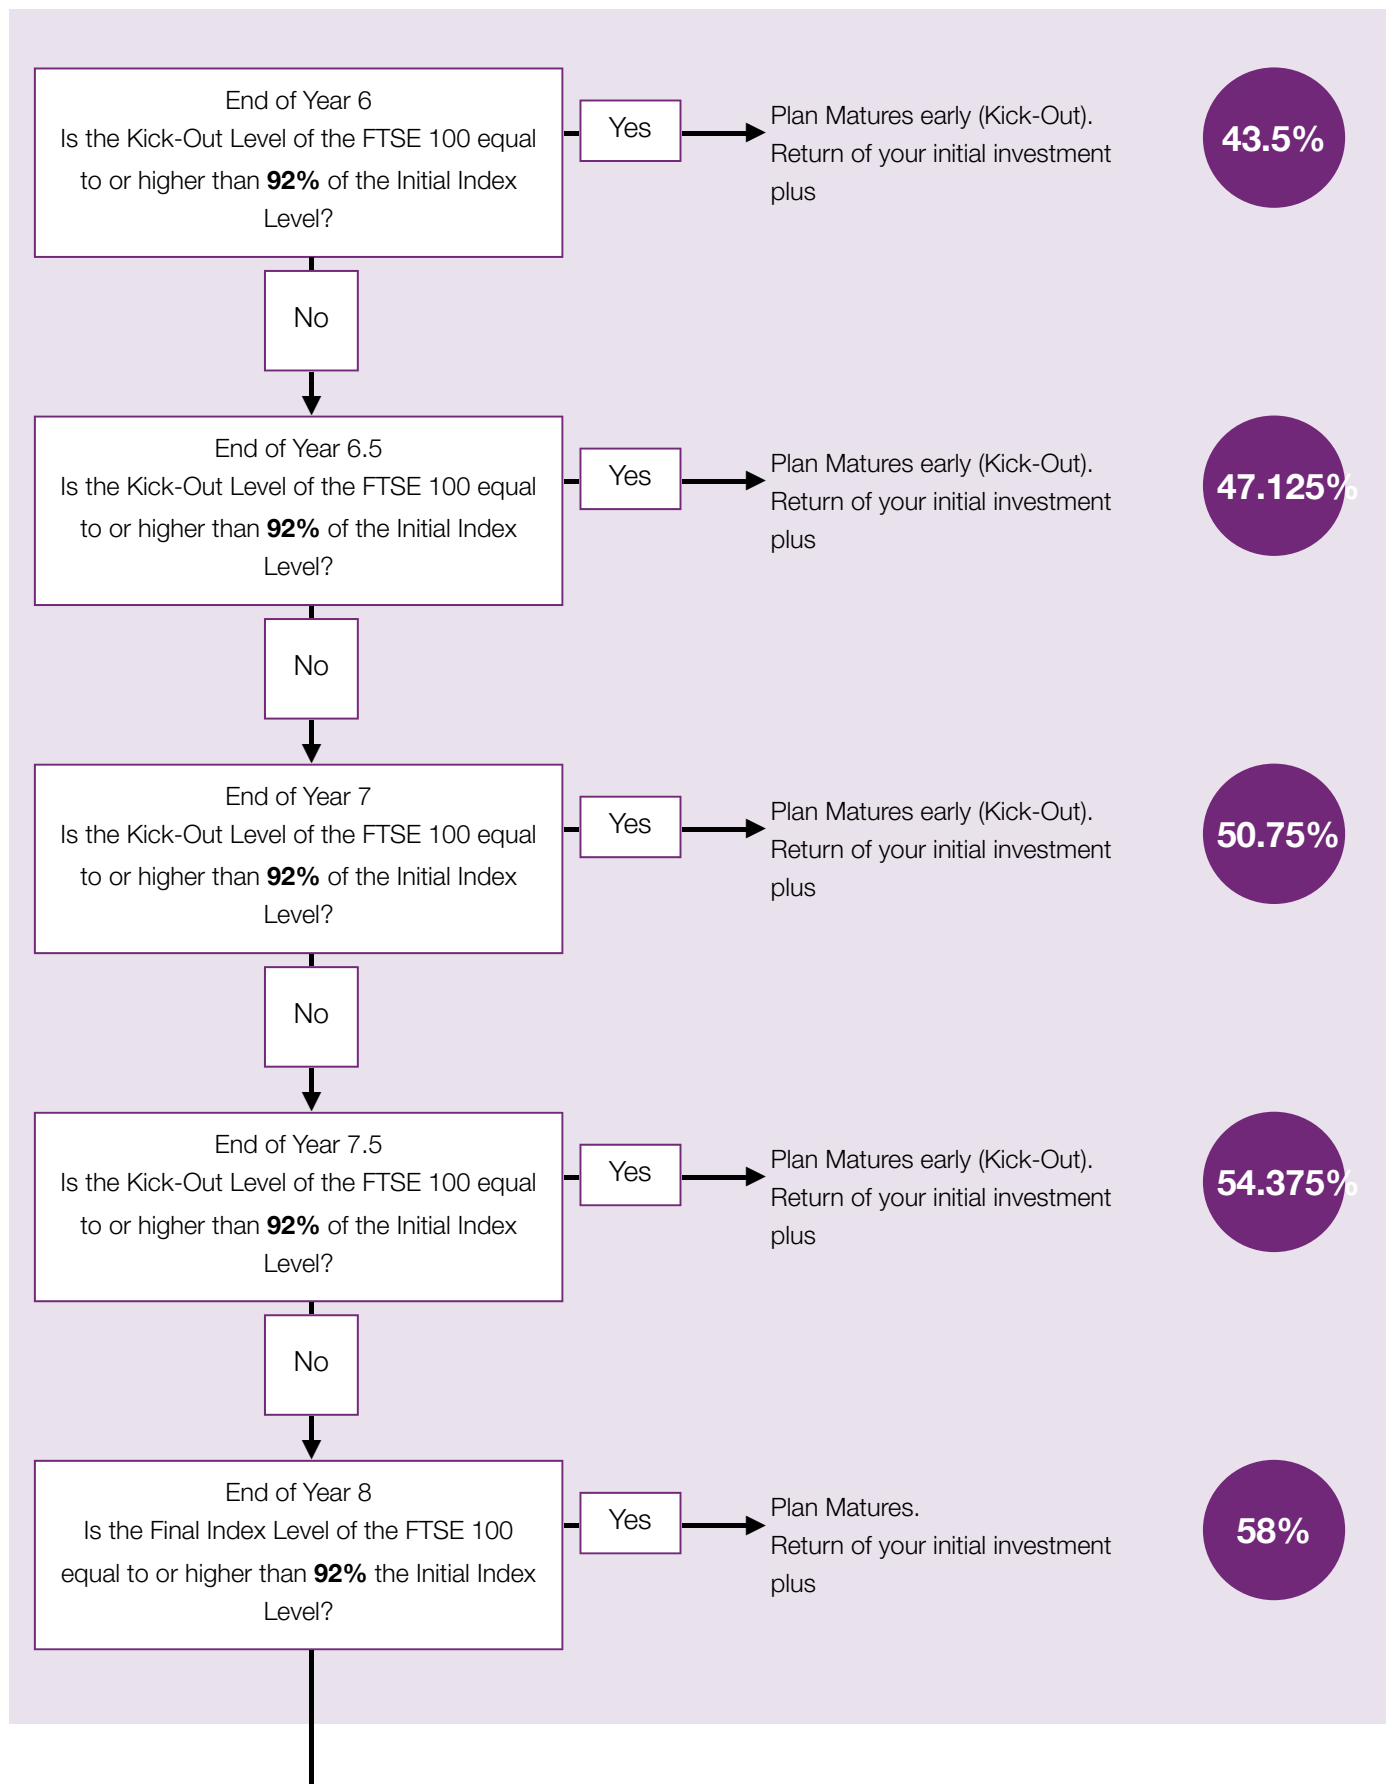 End of Year 6
Is the Kick-Out Level of the FTSE 100 equal
to or higher than 92% of the Initial Index
Level?
Yes
Plan Matures early (Kick-Out).
Return of your initial investment
plus
43.5%
No
End of Year 6.5
Is the Kick-Out Level of the FTSE 100 equal
to or higher than 92% of the Initial Index
Level?
Yes
Plan Matures early (Kick-Out).
Return of your initial investment
plus
47.125%
No
End of Year 7
Is the Kick-Out Level of the FTSE 100 equal
to or higher than 92% of the Initial Index
Level?
Yes
Plan Matures early (Kick-Out).
Return of your initial investment
plus
50.75%
No
End of Year 7.5
Is the Kick-Out Level of the FTSE 100 equal
to or higher than 92% of the Initial Index
Level?
Yes
Plan Matures early (Kick-Out).
Return of your initial investment
plus
54.375%
No
End of Year 8
Is the Final Index Level of the FTSE 100
equal to or higher than 92% the Initial Index
Level?
Yes
Plan Matures.
Return of your initial investment
plus
58%